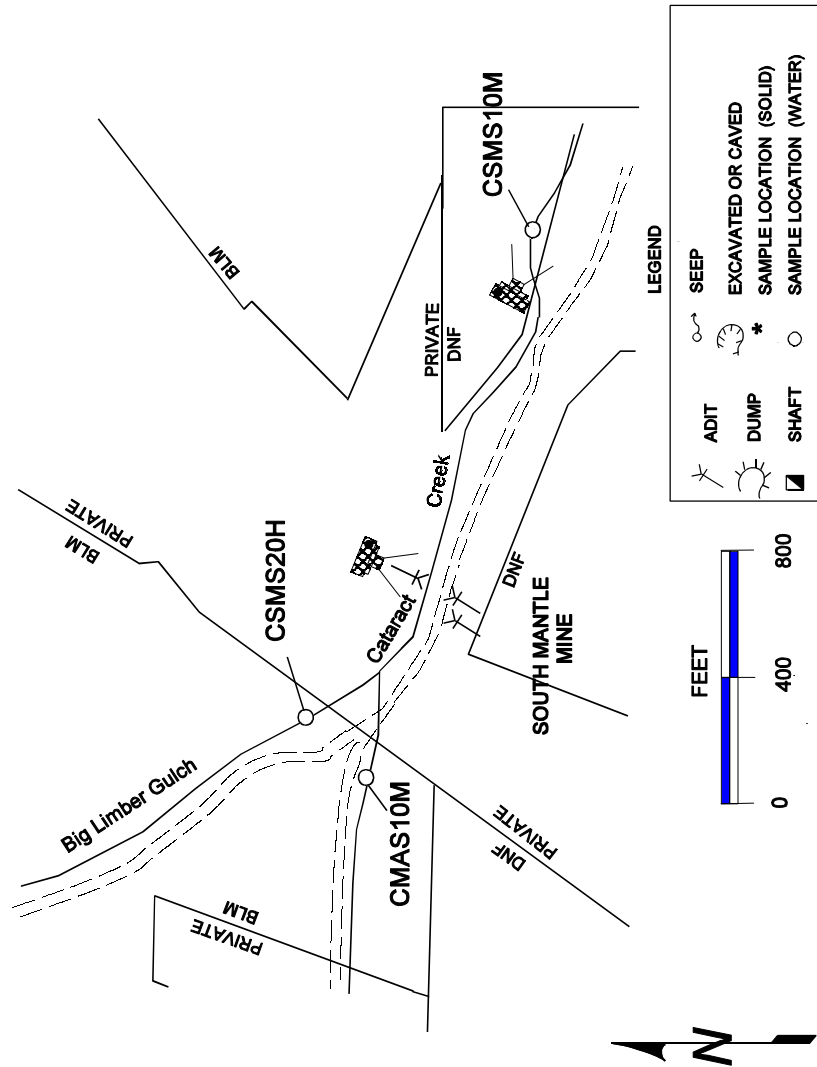 BLM
CSMS10M
PRIVATE
DNF
PRIVATE
BLM
CSMS20H
Creek
Cataract
DNF
SOUTH MANTLE
MINE
Big Limber Gulch
CMAS10M
PRIVATE
DNF
BLM
PRIVATE
LEGEND
ADIT
SEEP
DUMP
EXCAVATED OR CAVED
* SAMPLE LOCATION (SOLID)
SHAFT
SAMPLE LOCATION (WATER)
FEET
0 400 800
N